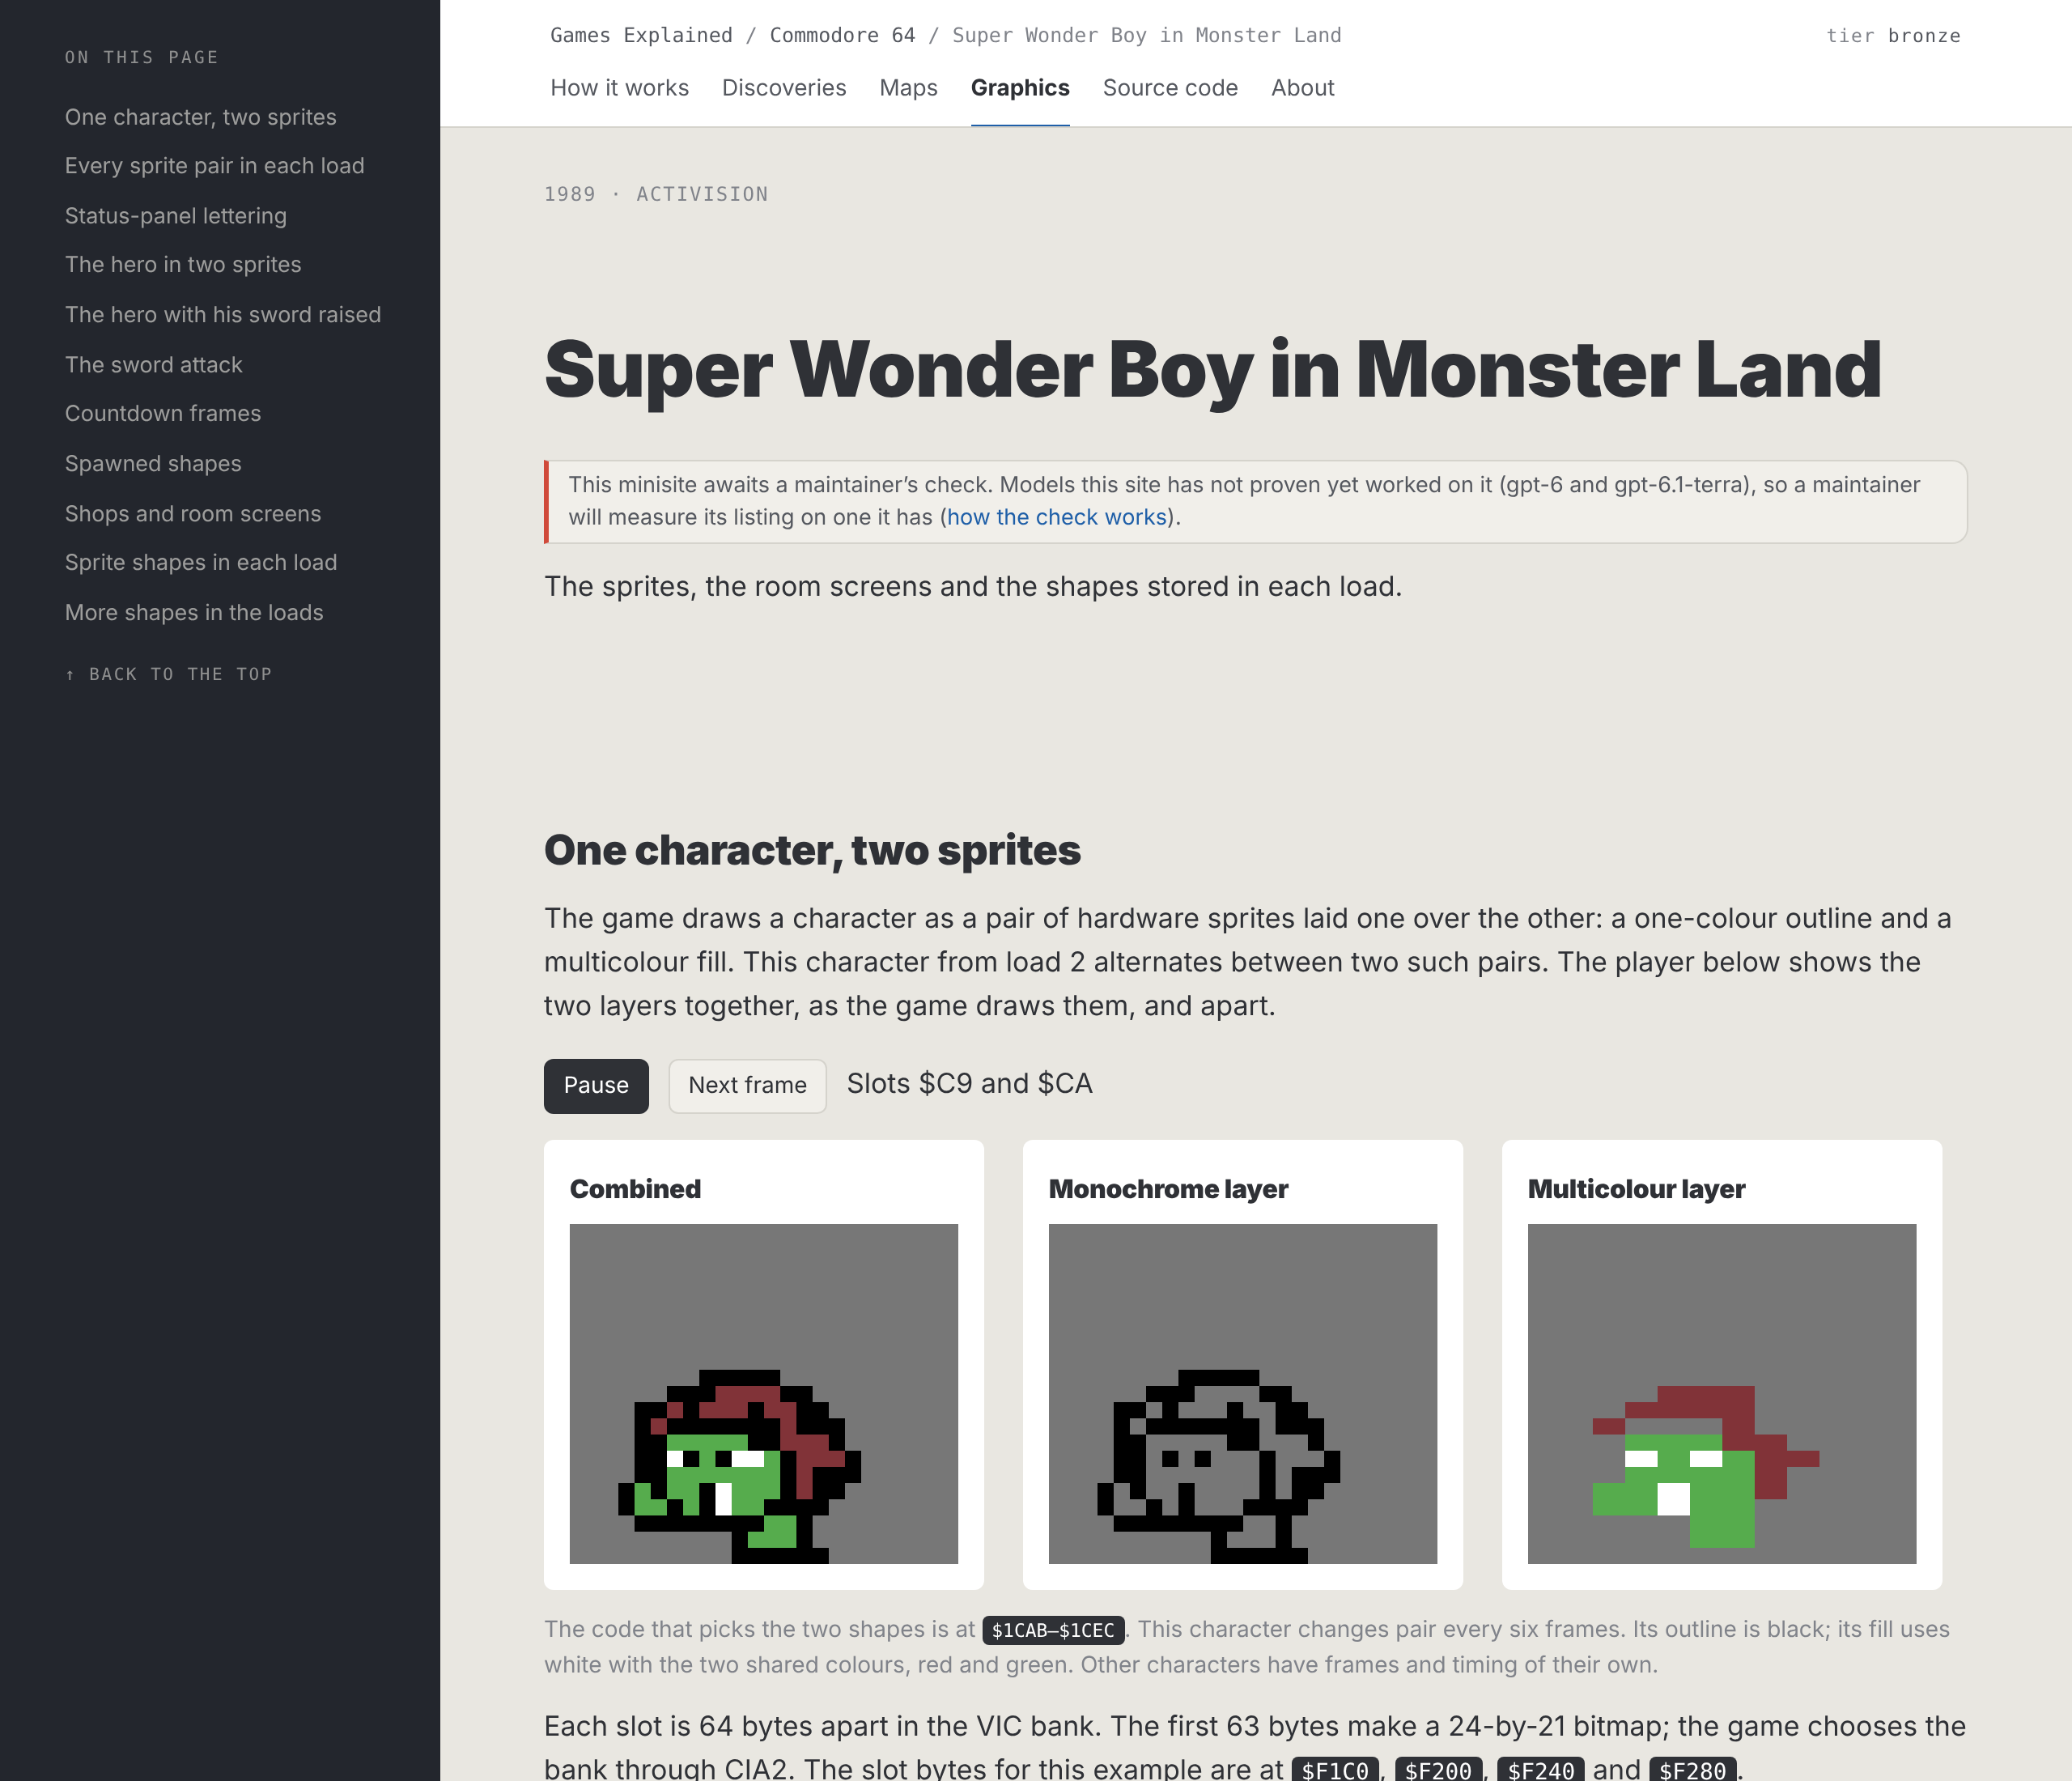 ON THIS PAGE
One character, two sprites
Every sprite pair in each load
Status-panel lettering
The hero in two sprites
The hero with his sword raised
The sword attack
Countdown frames
Spawned shapes
Shops and room screens
Sprite shapes in each load
More shapes in the loads
↑ BACK TO THE TOP
Games Explained / Commodore 64 / Super Wonder Boy in Monster Land
tier bronze
How it works Discoveries Maps Graphics Source code About
1989 · ACTIVISION
Super Wonder Boy in Monster Land
This minisite awaits a maintainer’s check. Models this site has not proven yet worked on it (gpt-6 and gpt-6.1-terra), so a maintainer
will measure its listing on one it has (how the check works).
The sprites, the room screens and the shapes stored in each load.
One character, two sprites
The game draws a character as a pair of hardware sprites laid one over the other: a one-colour outline and a
multicolour fill. This character from load 2 alternates between two such pairs. The player below shows the
two layers together, as the game draws them, and apart.
Pause Next frame Slots $C9 and $CA
Combined
Monochrome layer
Multicolour layer
The code that picks the two shapes is at $1CAB–$1CEC. This character changes pair every six frames. Its outline is black; its fill uses
white with the two shared colours, red and green. Other characters have frames and timing of their own.
Each slot is 64 bytes apart in the VIC bank. The first 63 bytes make a 24-by-21 bitmap; the game chooses the
bank through CIA2. The slot bytes for this example are at $F1C0, $F200, $F240 and $F280.